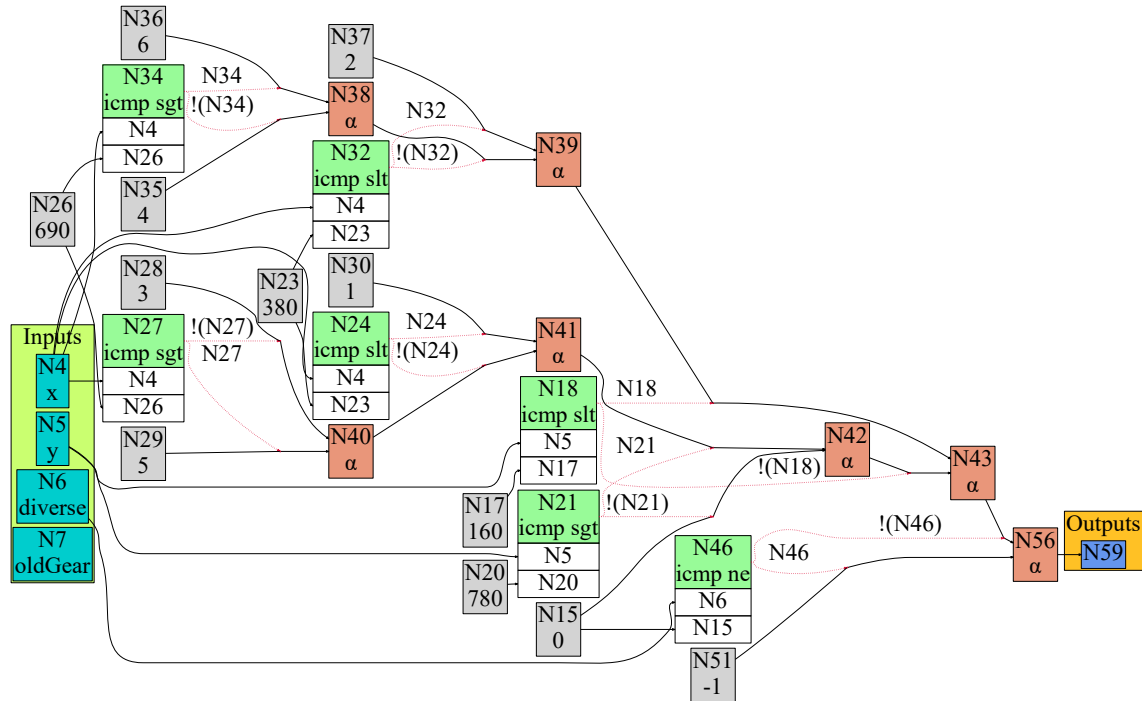 N36
6
N34
icmp sgt
N4
N26
N34
!(N34)
N35
4
N26
690
N37
2
N38
α
N32
!(N32)
N32
icmp slt
N4
N23
N39
α
N28
3
N23
380
N30
1
Inputs
N4
x
N5
y
N6
diverse
N7
oldGear
N27
icmp sgt
N4
N26
!(N27)
N27
N29
5
N24
icmp slt
N4
N23
N24
!(N24)
N40
α
N41
α
N18
icmp slt
N5
N17
N18
N21
!(N18)
N17
160
N21
icmp sgt
N5
N20
!(N21)
N20
780
N42
α
N43
α
N15
0
N46
icmp ne
N6
N15
!(N46)
N46
N51
-1
N56
α
Outputs
N59